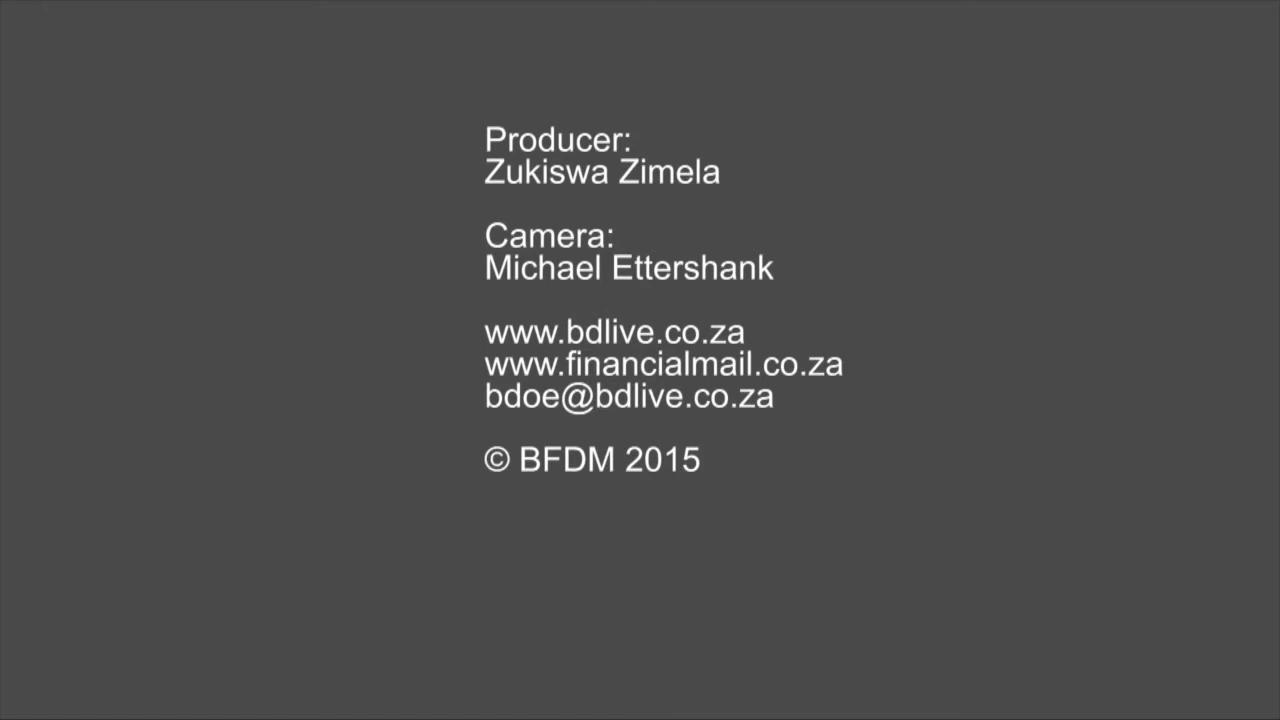 Producer:
Zukiswa Zimela
Camera:
Michael Ettershank
www.bdlive.co.za
www.financialmail.co.za
bdoe@bdlive.co.za
© BFDM 2015